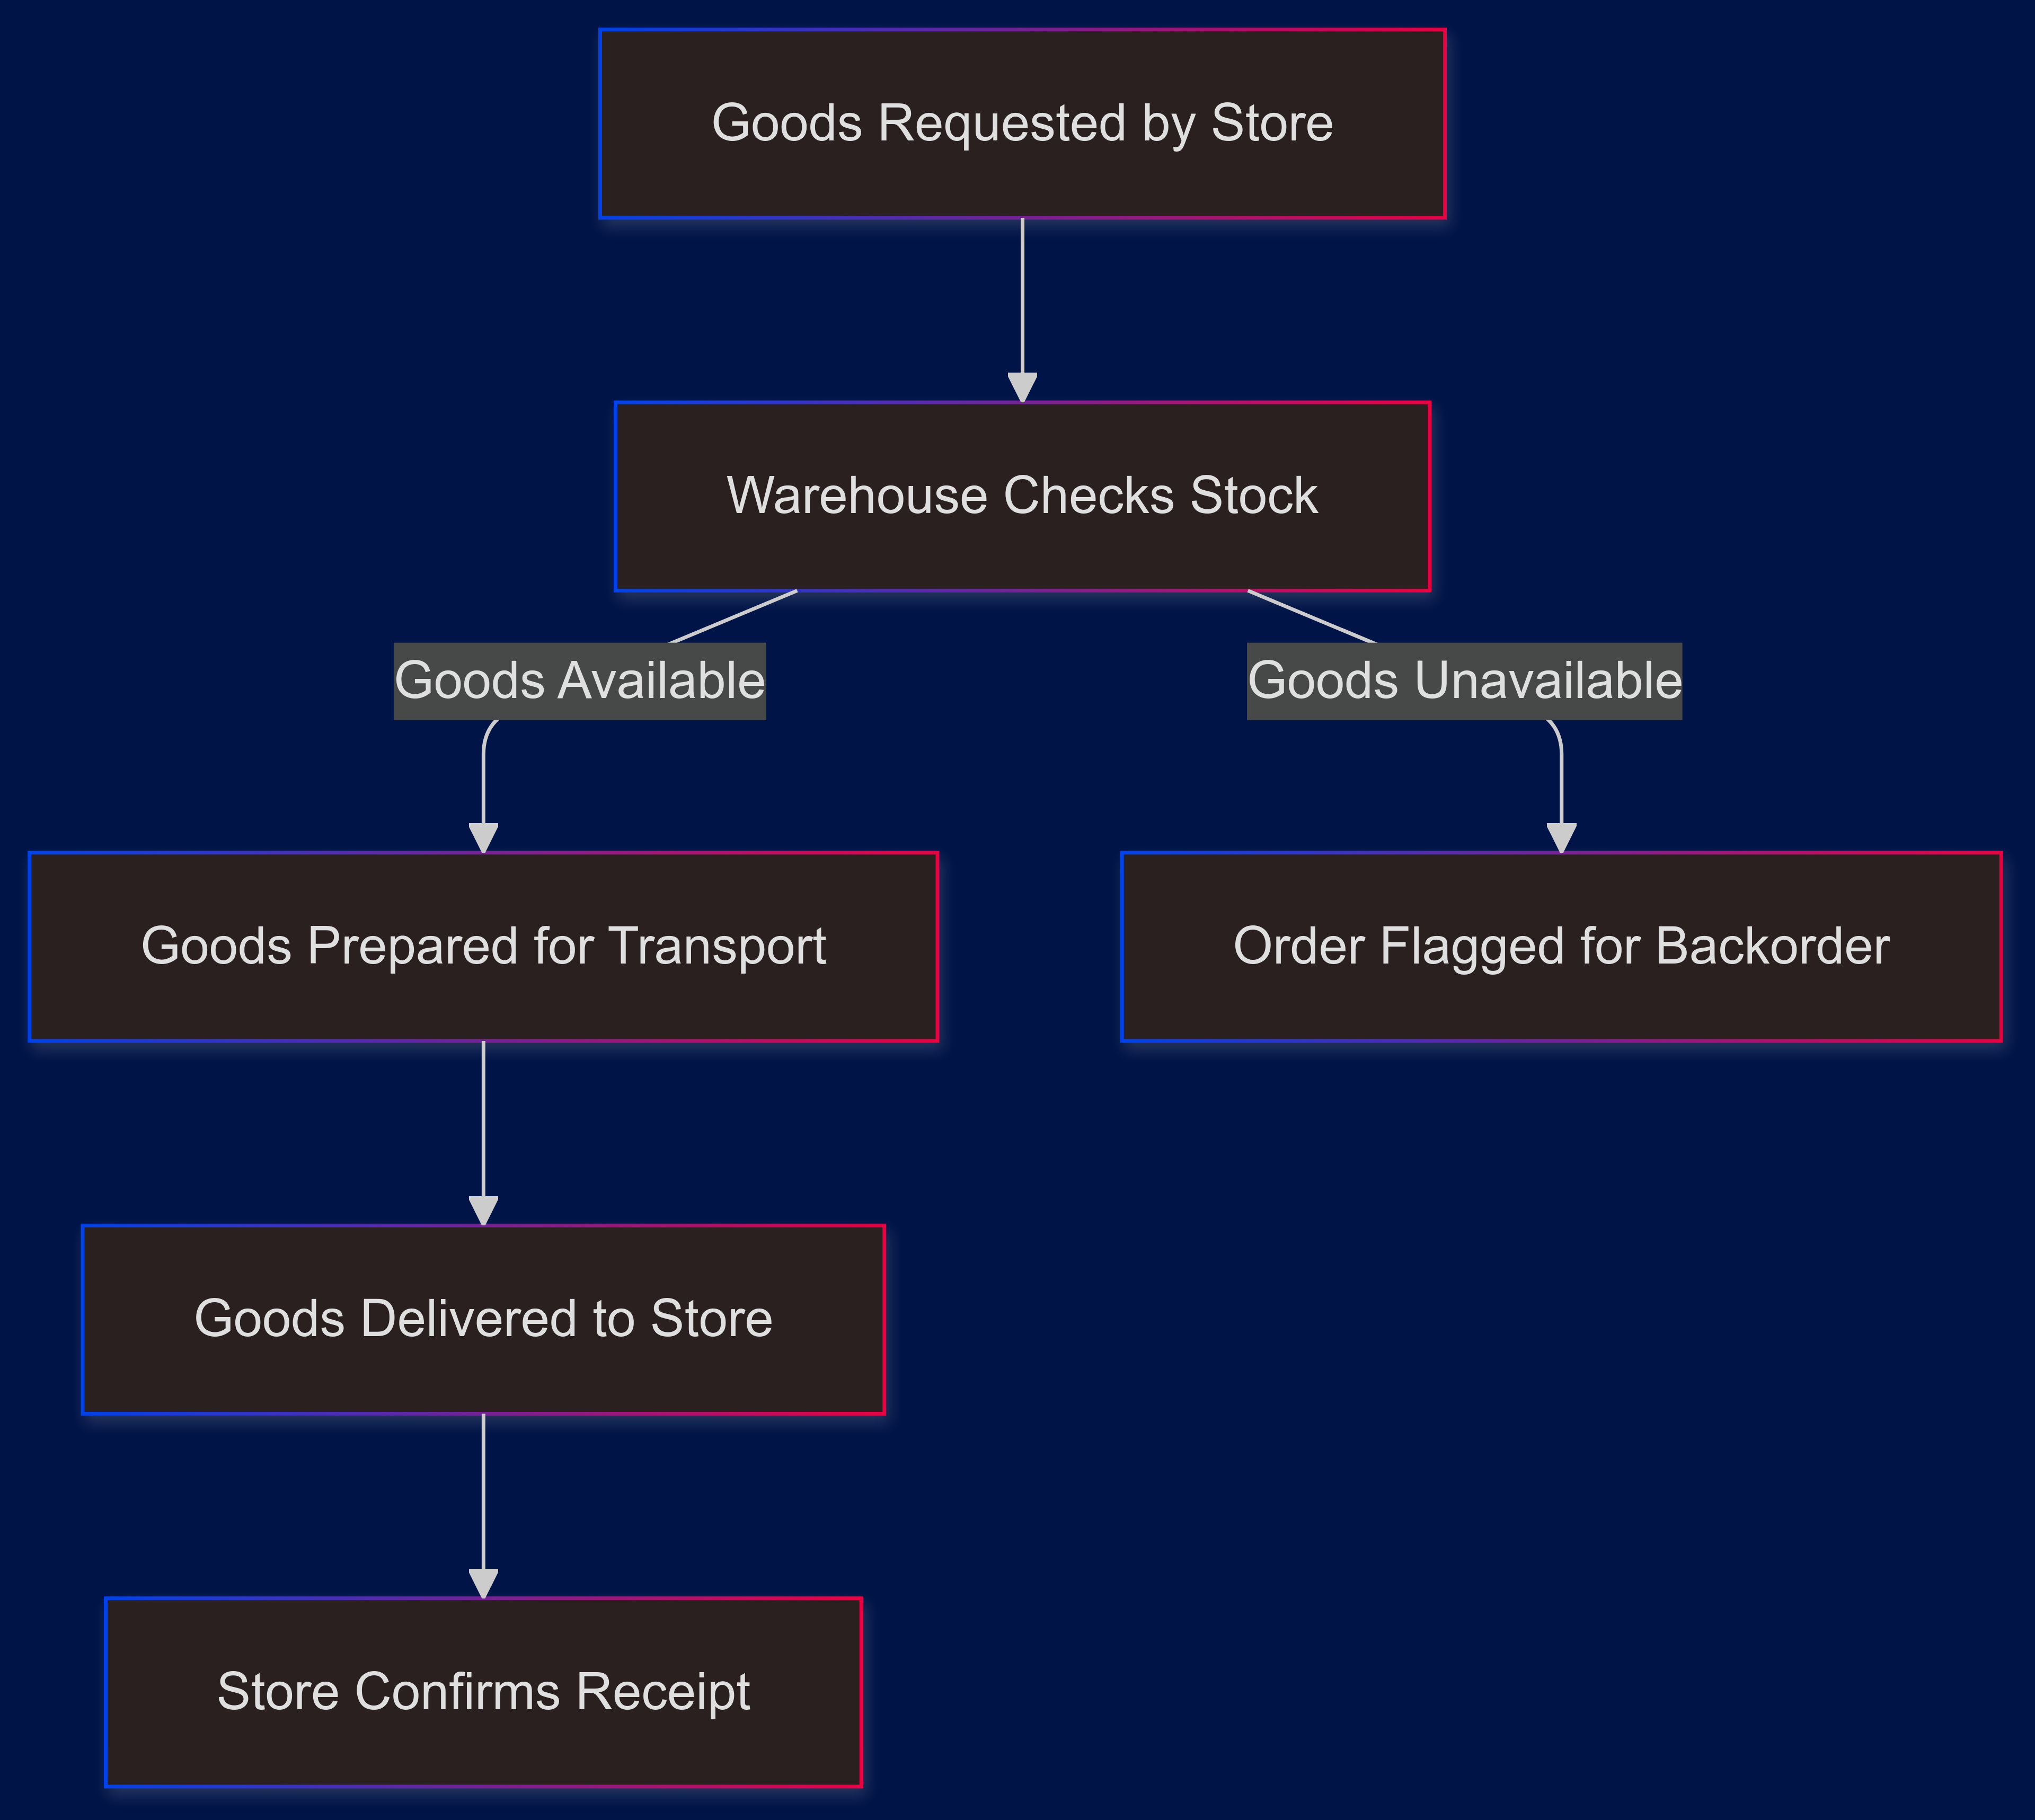 Goods Requested by Store
Warehouse Checks Stock
Goods Available
Goods Unavailable
Goods Prepared for Transport
Order Flagged for Backorder
Goods Delivered to Store
Store Confirms Receipt